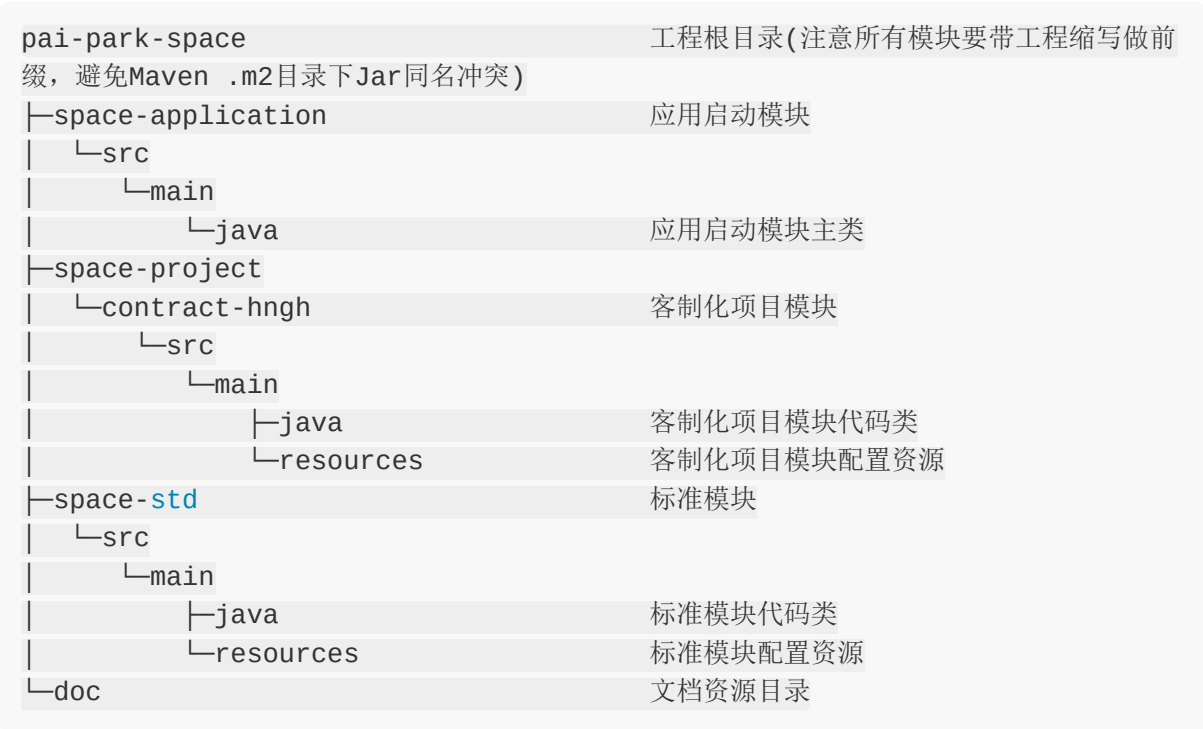 pai-park-space                        工程根目录(注意所有模块要带工程缩写做前
缀，避免Maven .m2目录下Jar同名冲突)
├─space-application                   应用启动模块
│  └─src
│      └─main
│          └─java                     应用启动模块主类
├─space-project
│  └─contract-hngh                    客制化项目模块
│      └─src
│          └─main
│              ├─java                 客制化项目模块代码类
│              └─resources            客制化项目模块配置资源
├─space-std                           标准模块
│  └─src
│      └─main
│          ├─java                     标准模块代码类
│          └─resources                标准模块配置资源
└─doc                                 文档资源目录